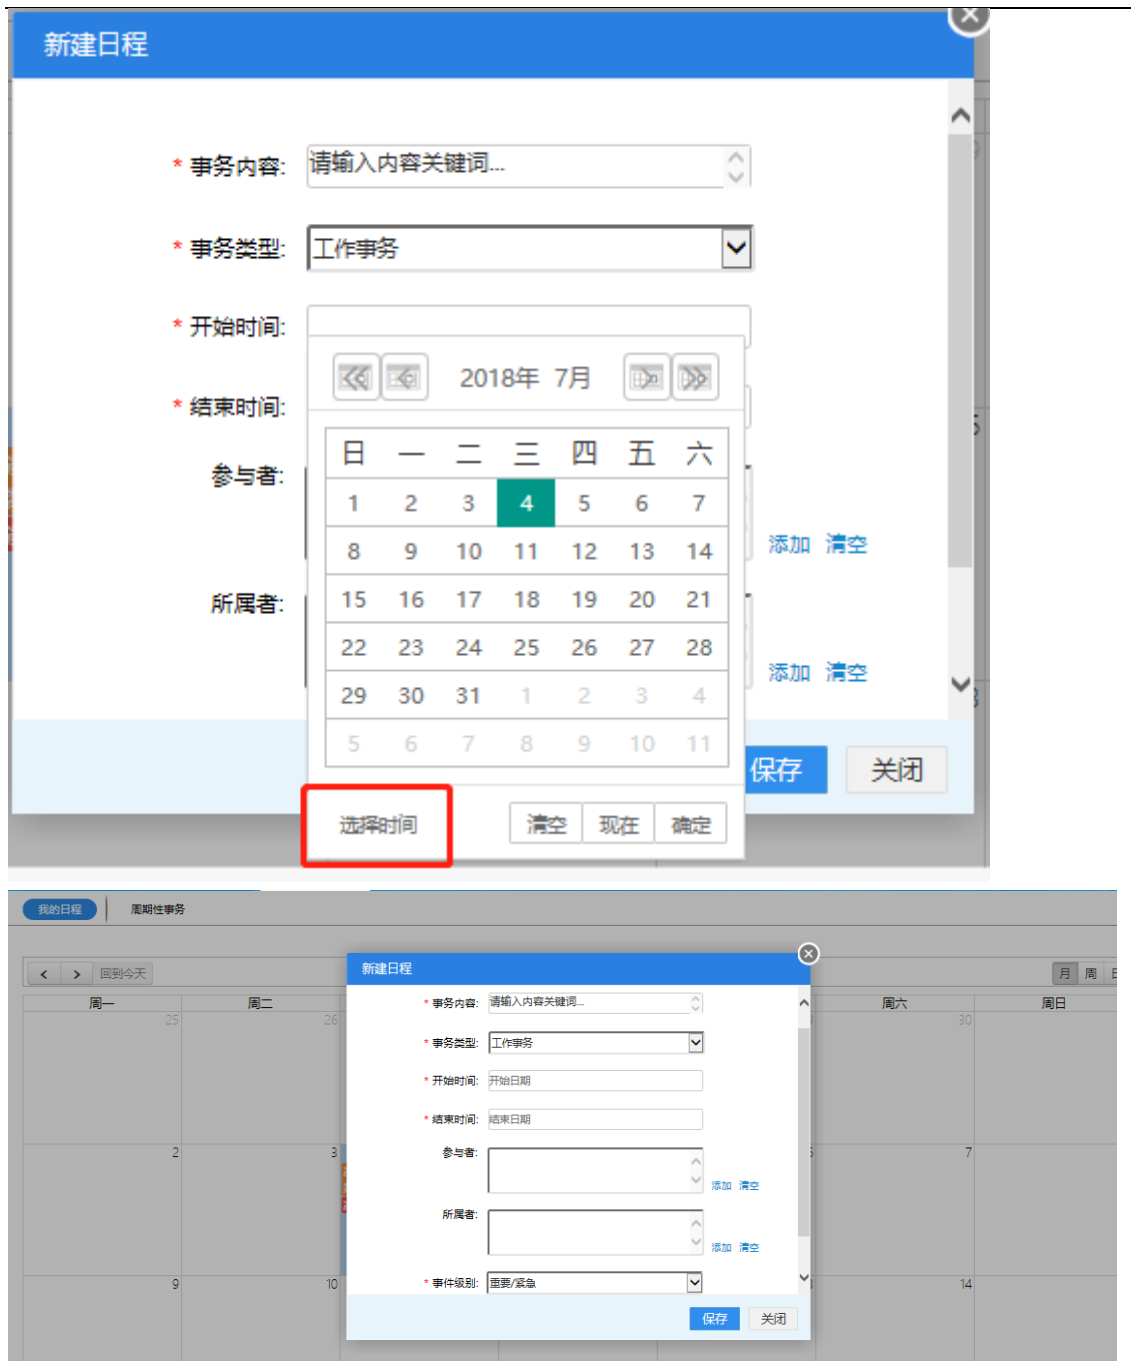 新建日程
* 事务内容: 请输入内容关键词...
* 事务类型: 工作事务
* 开始时间:
2018年 7月
* 结束时间:
日 一 二 三 四 五 六
参与者:
1 2 3 4 5 6 7
8 9 10 11 12 13 14
添加 清空
15 16 17 18 19 20 21
所属者:
22 23 24 25 26 27 28
添加 清空
29 30 31 1 2 3 4
5 6 7 8 9 10 11
保存 关闭
选择时间 清空 现在 确定
我的日程 周期性事务
新建日程
回到今天 月 周
周一 周二 周六 周日
* 事务内容: 请输入内容关键词...
25 26 30
* 事务类型: 工作事务
* 开始时间: 开始日期
* 结束时间: 结束日期
2 3 7
参与者:
添加 清空
所属者:
添加 清空
9 10 14
* 事件级别: 重要/紧急
保存 关闭